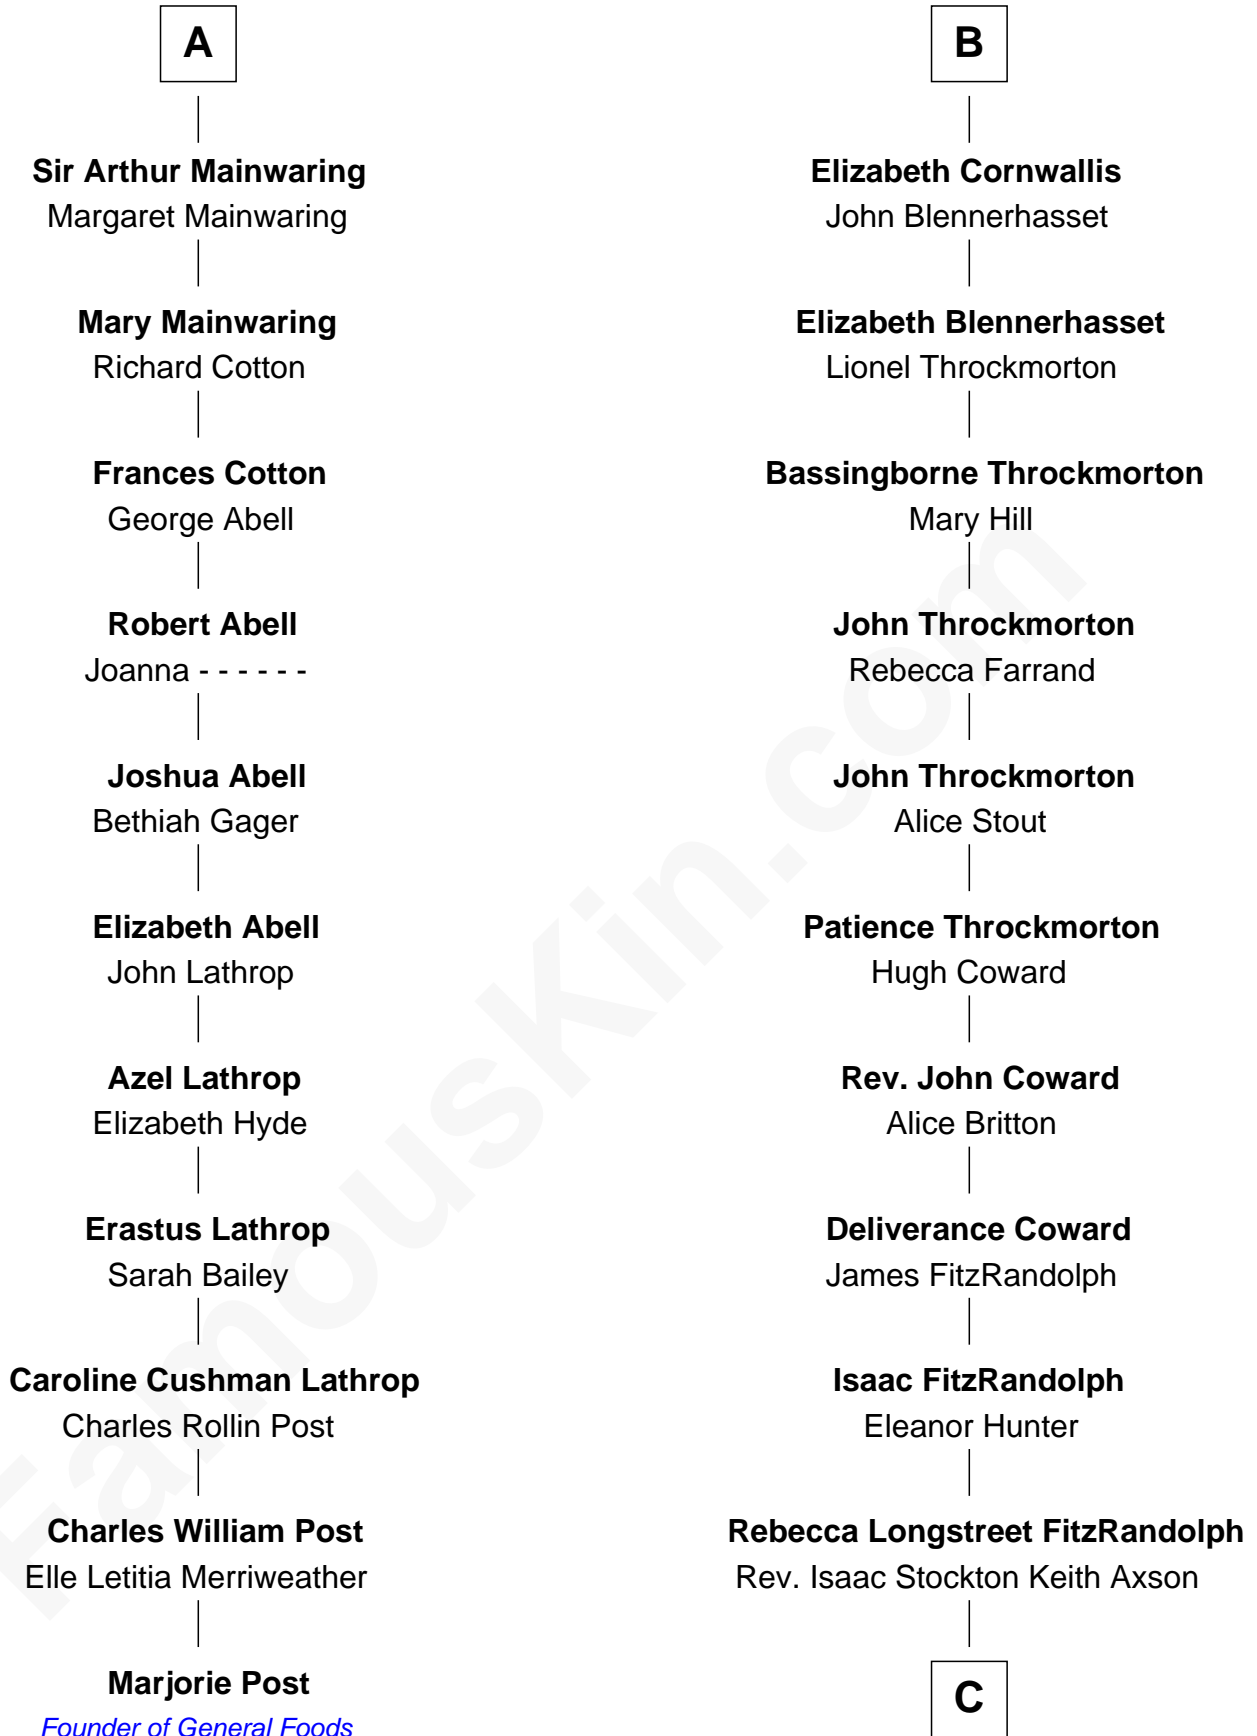 A
Sir Arthur Mainwaring
Margaret Mainwaring
Mary Mainwaring
Richard Cotton
Frances Cotton
George Abell
Robert Abell
Joanna - - - - - -
Joshua Abell
Bethiah Gager
Elizabeth Abell
John Lathrop
Azel Lathrop
Elizabeth Hyde
Erastus Lathrop
Sarah Bailey
Caroline Cushman Lathrop
Charles Rollin Post
Charles William Post
Elle Letitia Merriweather
Marjorie Post
Founder of General Foods
B
Elizabeth Cornwallis
John Blennerhasset
Elizabeth Blennerhasset
Lionel Throckmorton
Bassingborne Throckmorton
Mary Hill
John Throckmorton
Rebecca Farrand
John Throckmorton
Alice Stout
Patience Throckmorton
Hugh Coward
Rev. John Coward
Alice Britton
Deliverance Coward
James FitzRandolph
Isaac FitzRandolph
Eleanor Hunter
Rebecca Longstreet FitzRandolph
Rev. Isaac Stockton Keith Axson
C
FamousKin.com